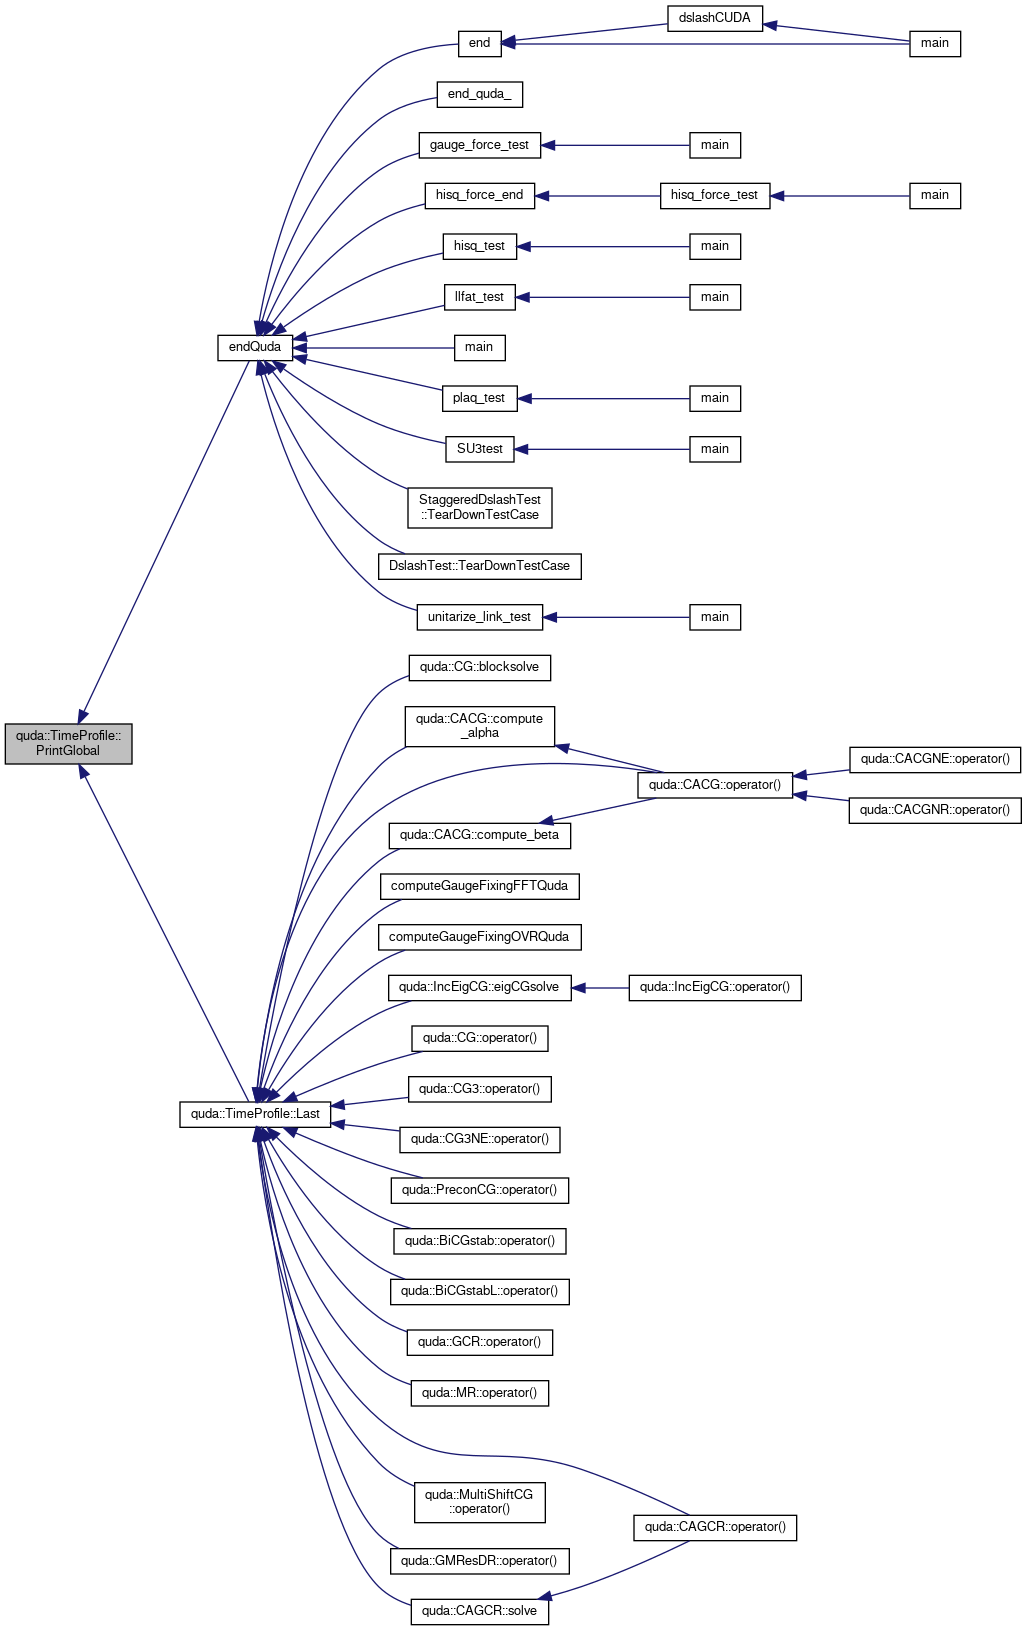 dslashCUDA
end
main
end_quda_
gauge_force_test
main
hisq_force_end
hisq_force_test
main
hisq_test
main
llfat_test
main
endQuda
main
plaq_test
main
SU3test
main
StaggeredDslashTest
::TearDownTestCase
DslashTest::TearDownTestCase
unitarize_link_test
main
quda::CG::blocksolve
quda::TimeProfile::
PrintGlobal
quda::CACG::compute
_alpha
quda::CACG::operator()
quda::CACGNE::operator()
quda::CACGNR::operator()
quda::CACG::compute_beta
computeGaugeFixingFFTQuda
computeGaugeFixingOVRQuda
quda::IncEigCG::eigCGsolve
quda::IncEigCG::operator()
quda::CG::operator()
quda::CG3::operator()
quda::TimeProfile::Last
quda::CG3NE::operator()
quda::PreconCG::operator()
quda::BiCGstab::operator()
quda::BiCGstabL::operator()
quda::GCR::operator()
quda::MR::operator()
quda::MultiShiftCG
::operator()
quda::CAGCR::operator()
quda::GMResDR::operator()
quda::CAGCR::solve